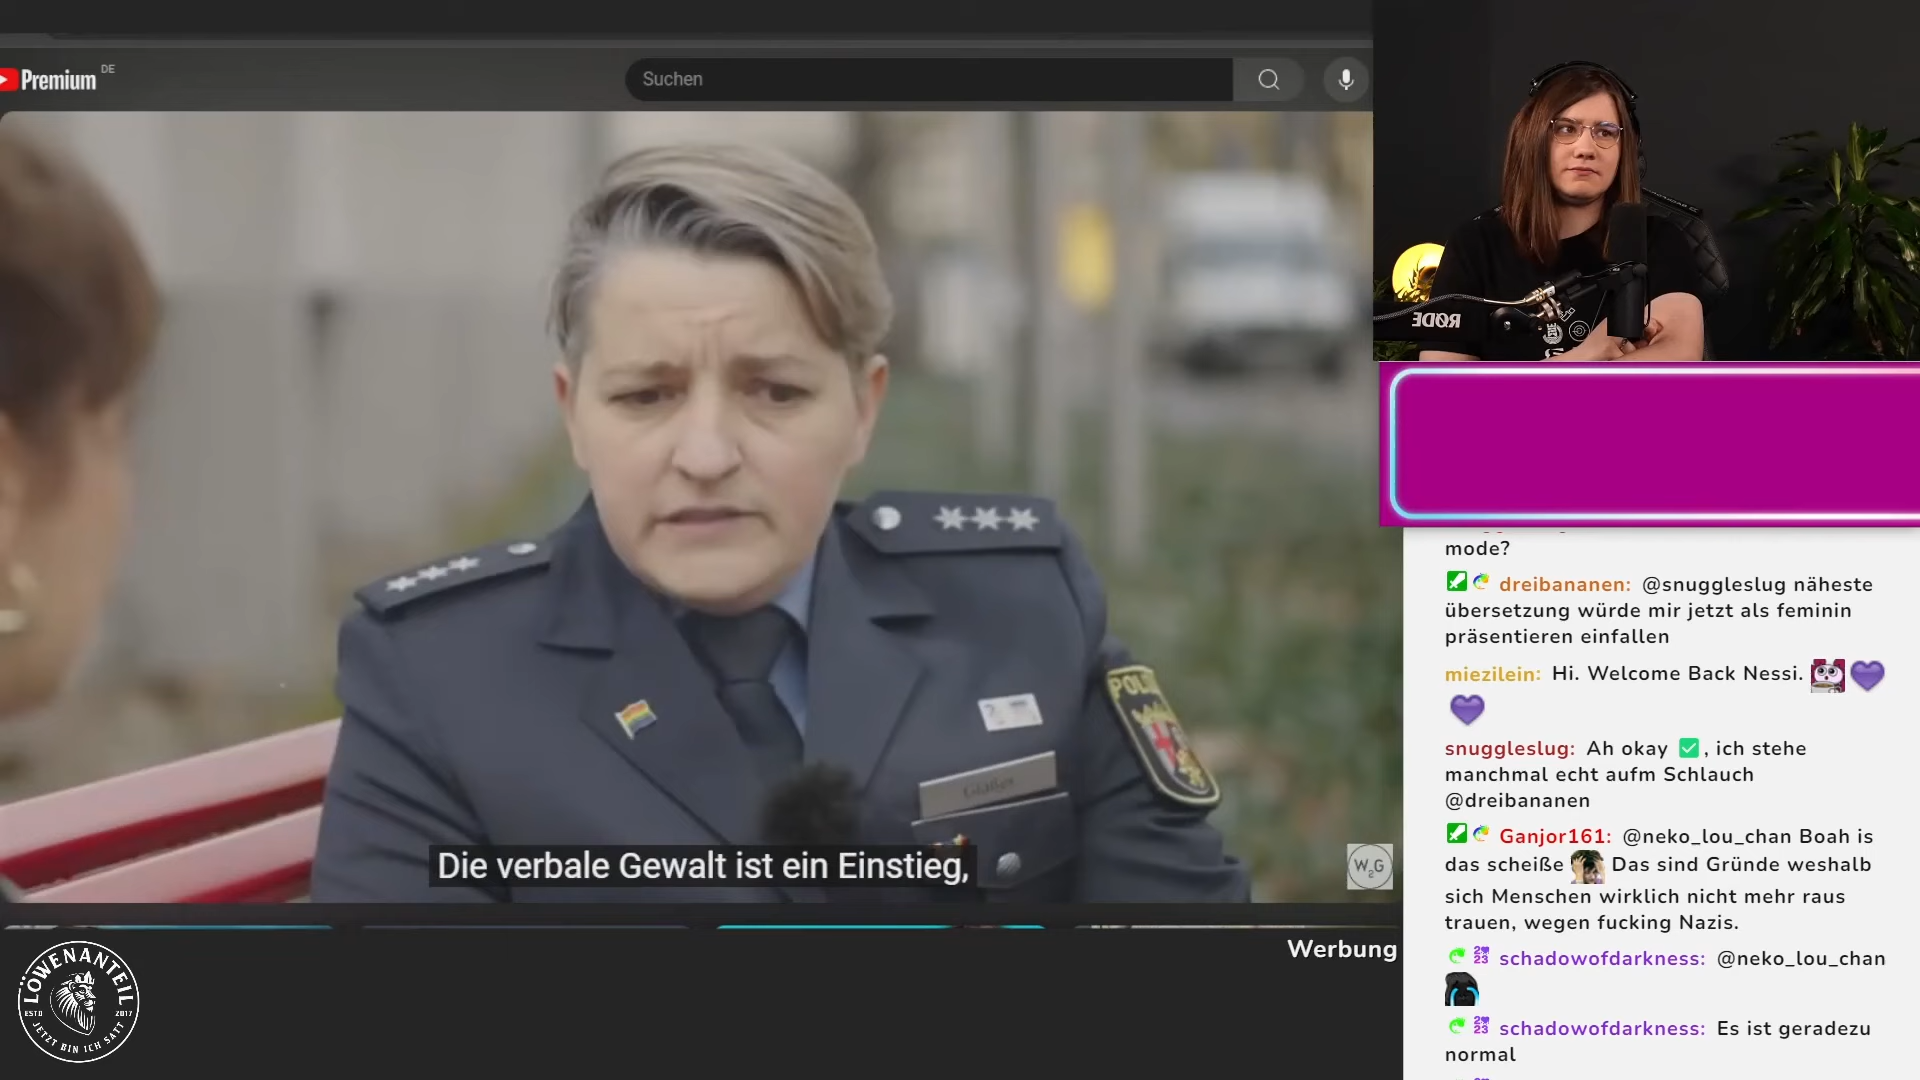 Premium DE
Suchen
RØDE
POLIZ
Die verbale Gewalt ist ein Einstieg,
W2G
Werbung
LÖWENANTEIL
ESTD 2017
JETZT BIN ICH SATT
mode?
dreibananen: @snuggleslug näheste
übersetzung würde mir jetzt als feminin
präsentieren einfallen
miezilein: Hi. Welcome Back Nessi.
snuggleslug: Ah okay ✅, ich stehe
manchmal echt aufm Schlauch
@dreibananen
Ganjor161: @neko_lou_chan Boah is
das scheiße Das sind Gründe weshalb
sich Menschen wirklich nicht mehr raus
trauen, wegen fucking Nazis.
schadowofdarkness: @neko_lou_chan
schadowofdarkness: Es ist geradezu
normal